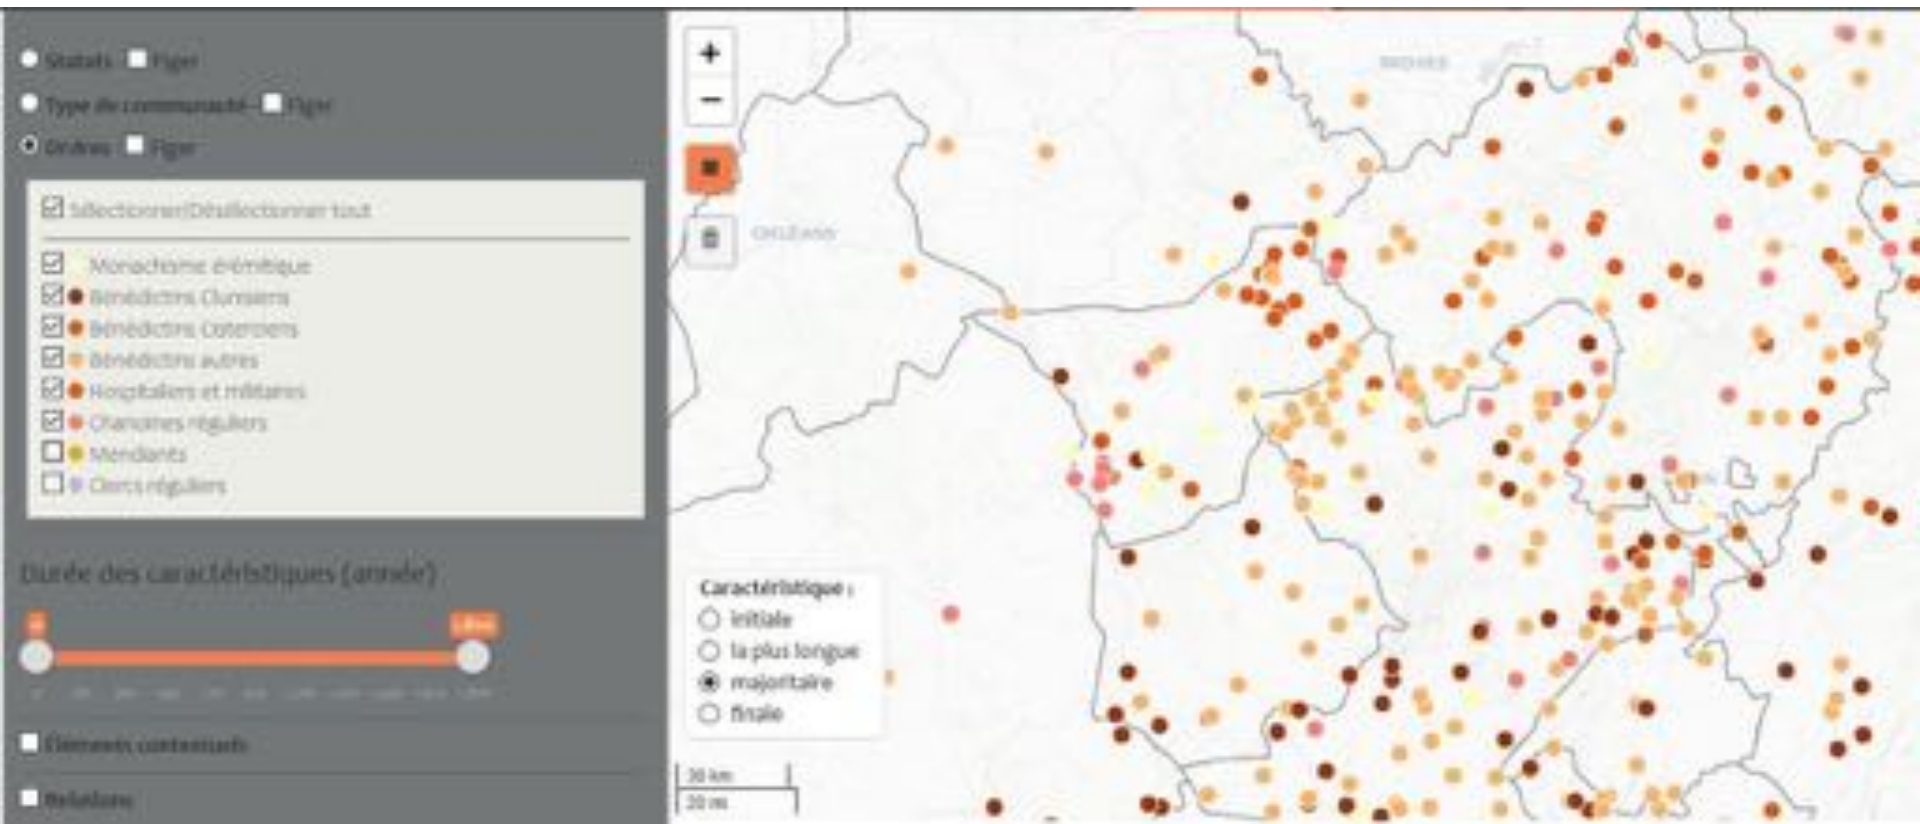 Statuts Figer
Type de communauté Figer
Ordres Figer
Sélectionner/Désélectionner tout
Monachisme érémitique
Bénédictins Clunisiens
Bénédictins Cisterciens
Bénédictins autres
Hospitaliers et militaires
Chanoines réguliers
Mendiants
Clercs réguliers
Durée des caractéristiques (année)
Éléments contextuels
Relations
+
−
ORLÉANS
Caractéristique :
initiale
la plus longue
majoritaire
finale
30 km
20 mi